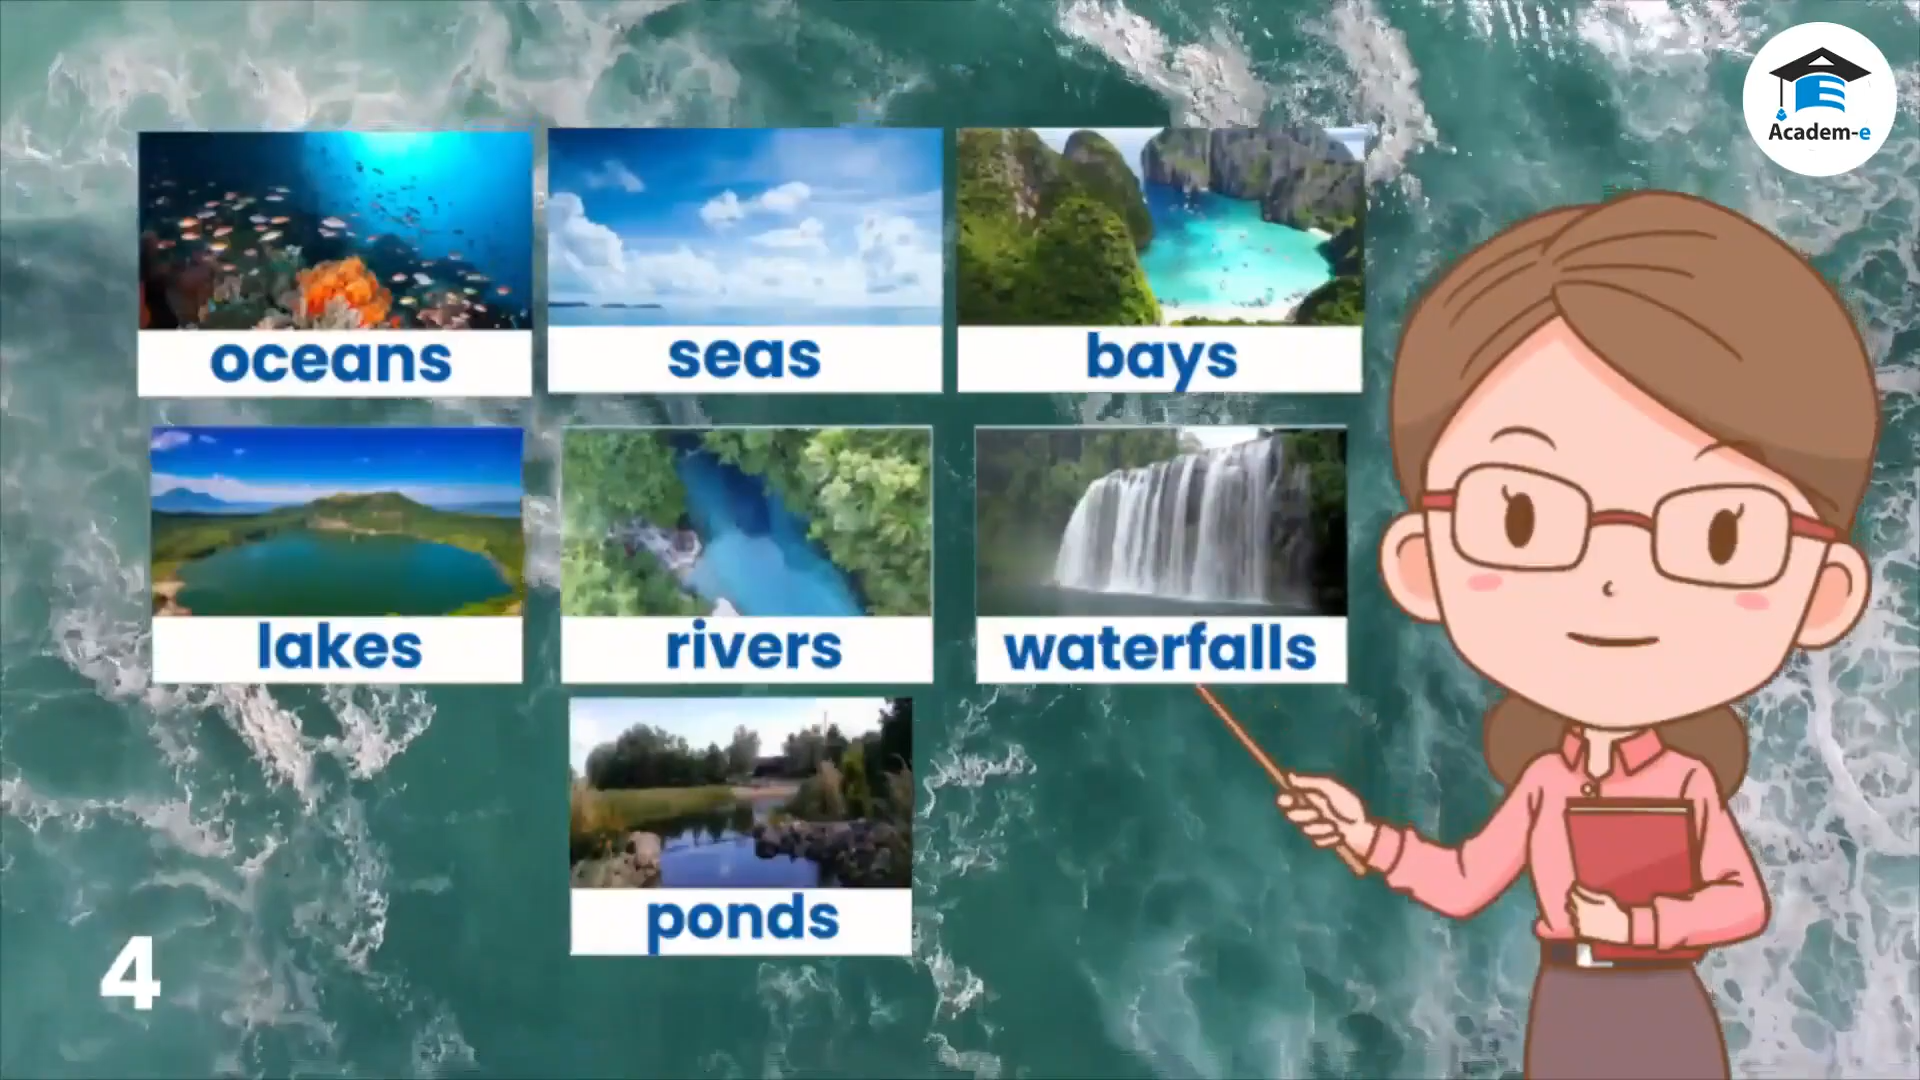 Academ-e
oceans
seas
bays
lakes
rivers
waterfalls
ponds
4